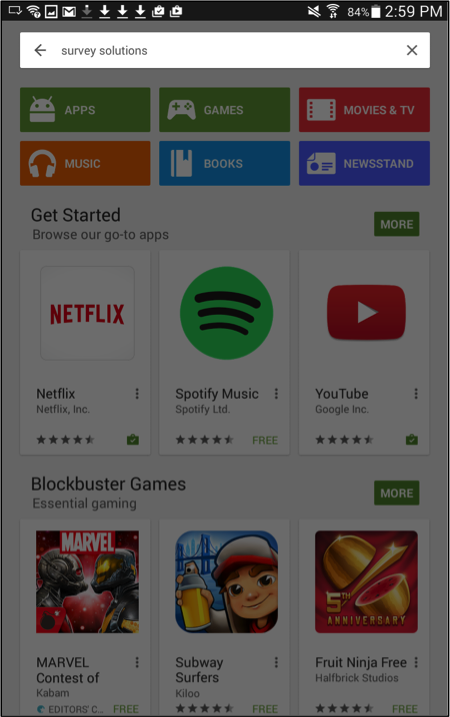 84% 2:59 PM
survey solutions
APPS GAMES MOVIES & TV
MUSIC BOOKS NEWSSTAND
Get Started
Browse our go-to apps
MORE
NETFLIX
Netflix
Netflix, Inc.
Spotify Music
Spotify Ltd.
FREE
YouTube
Google Inc.
Blockbuster Games
Essential gaming
MORE
MARVEL
MARVEL
Contest of
Kabam
EDITORS' C... FREE
Subway
Surfers
Kiloo
FREE
5TH
ANNIVERSARY
Fruit Ninja Free
Halfbrick Studios
FREE